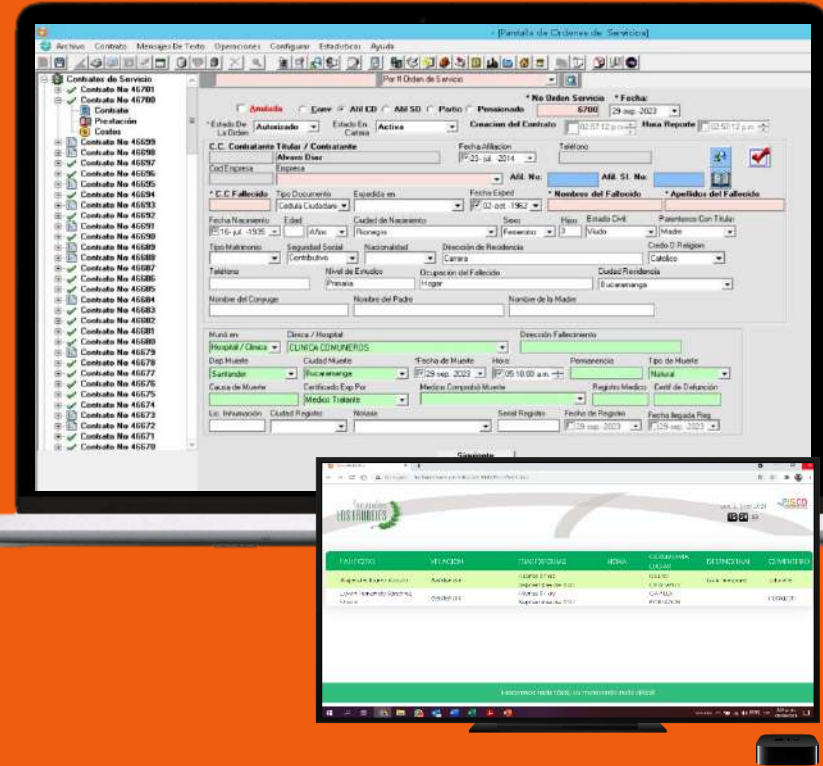 - [Pantalla de Ordenes de Servicios]
Archivo Contrato Mensajes De Texto Operaciones Configurar Estadisticas Ayuda
Contratos de Servicio
Contrato No 46701
Contrato No 46700
Contrato
Prestación
Costos
Contrato No 46699
Contrato No 46698
Contrato No 46697
Contrato No 46696
Contrato No 46695
Contrato No 46694
Contrato No 46693
Contrato No 46692
Contrato No 46691
Contrato No 46690
Contrato No 46689
Contrato No 46688
Contrato No 46687
Contrato No 46686
Contrato No 46685
Contrato No 46684
Contrato No 46683
Contrato No 46682
Contrato No 46681
Contrato No 46680
Contrato No 46679
Contrato No 46678
Contrato No 46677
Contrato No 46676
Contrato No 46675
Contrato No 46674
Contrato No 46673
Contrato No 46672
Contrato No 46671
Contrato No 46670
Por # Orden de Servicio
* No Orden Servicio * Fecha:
Anulada Conv Afil CD Afil SD Partic Pensionado 6700 29 sep. -2023
* Estado De La Orden Autorizado Estado En Activa Creacion del Contrato 02:57:12 p.m. Hora Reporte 02:57:12 p.m.
C.C. Contratante Titular / Contratante Fecha Afiliacion Teléfono
Alvaro Diaz 23- jul. -2014
Cod Empresa Empresa
Afil. No: Afil. SI. No:
* C.C Fallecido Tipo Documento Expedida en Fecha Exped * Nombres del Fallecido * Apellidos del Fallecido
Cedula Ciudadani 02-oct -1962
Fecha Nacimiento Edad Ciudad de Nacimiento Sexo Hijos Estado Civil Parentesco Con Titular
16- jul. -1935 Años Rionegro Femenino 3 Viudo Madre
Tipo Matrimonio Seguridad Social Nacionalidad Dirección de Residencia Credo O Religion
Contributivo Carrera Catolico
Teléfono Nivel de Estudios Ocupación del Fallecido Ciudad Residencia
Primaria Hogar Bucaramanga
Nombre del Conyuge Nombre del Padre Nombre de la Madre
Murió en Clinica / Hospital Dirección Fallecimiento
Hospital / Clinica CLINICA COMUNEROS
Dep Muerte Ciudad Muerte *Fecha de Muerte Hora: Permanencia Tipo de Muerte
Santander Bucaramanga 29 sep. 2023 05:10:00 a.m. Natural
Causa de Muerte Certificado Exp Por Medico Comprobó Muerte Registro Medico Certif de Defunción
Medico Tratante
Lic. Inhumación Ciudad Registro Notaria Serial Registro Fecha de Registro Fecha llegada Reg
29 sep. -2023 29 sep. -2023
Siguiente
LOS LAURELES